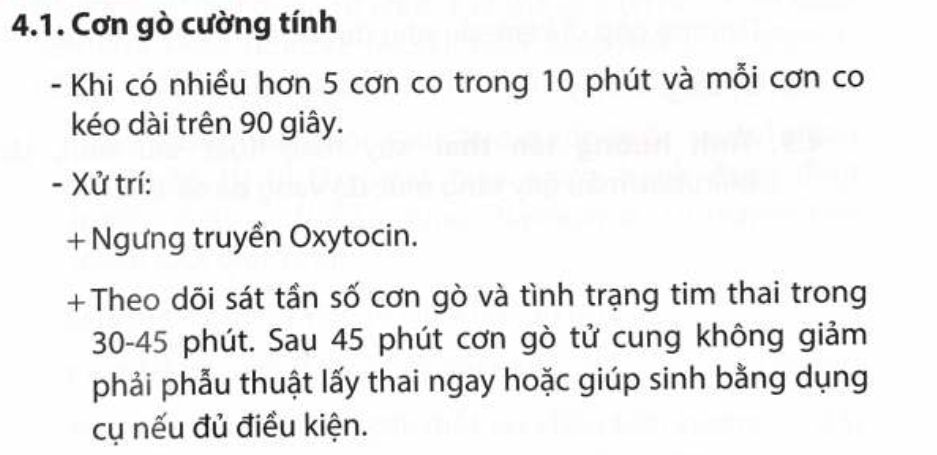 4.1. Cơn gò cường tính
- Khi có nhiều hơn 5 cơn co trong 10 phút và mỗi cơn co
kéo dài trên 90 giây.
- Xử trí:
+ Ngưng truyền Oxytocin.
+ Theo dõi sát tần số cơn gò và tình trạng tim thai trong
30-45 phút. Sau 45 phút cơn gò tử cung không giảm
phải phẫu thuật lấy thai ngay hoặc giúp sinh bằng dụng
cụ nếu đủ điều kiện.